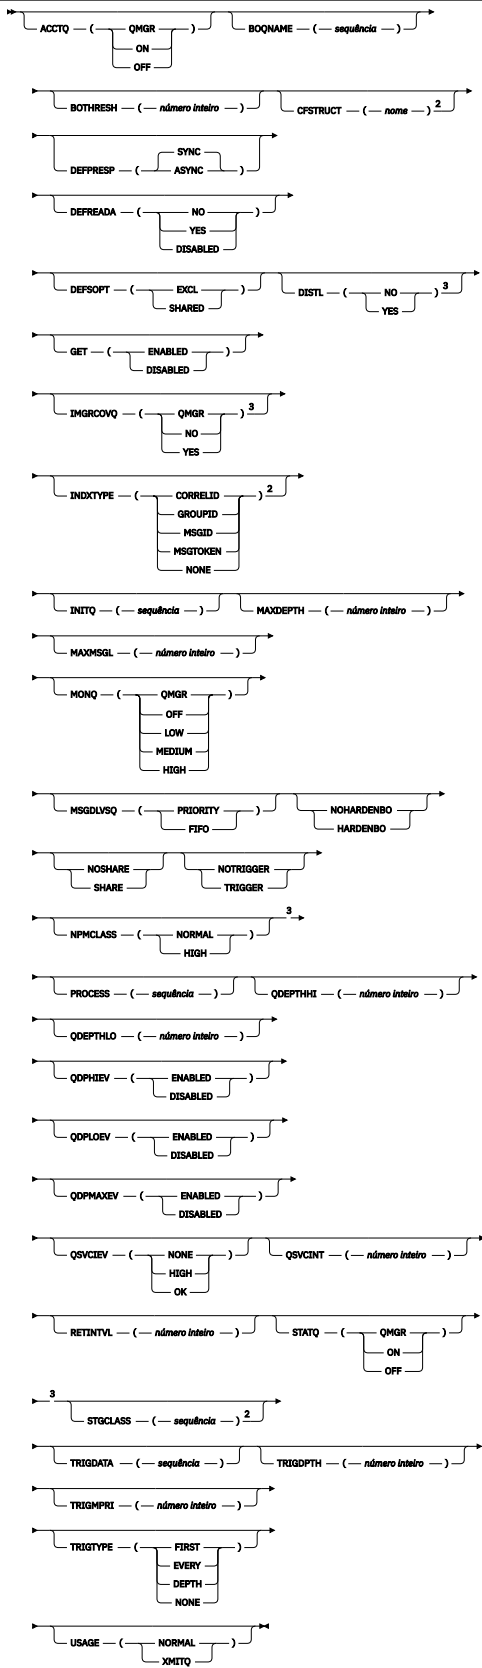 ACCTQ ( QMGR ) BOQNAME ( sequência )
ON
OFF
BOTHRESH ( número inteiro ) CFSTRUCT ( nome ) 2
SYNC
DEFPRESP ( ASYNC )
DEFREADA ( NO )
YES
DISABLED
DEFSOPT ( EXCL ) DISTL ( NO ) 3
SHARED YES
GET ( ENABLED )
DISABLED
IMGRCOVQ ( QMGR ) 3
NO
YES
INDXTYPE ( CORRELID ) 2
GROUPID
MSGID
MSGTOKEN
NONE
INITQ ( sequência ) MAXDEPTH ( número inteiro )
MAXMSGL ( número inteiro )
MONQ ( QMGR )
OFF
LOW
MEDIUM
HIGH
MSGDLVSQ ( PRIORITY ) NOHARDENBO
FIFO HARDENBO
NOSHARE NOTRIGGER
SHARE TRIGGER
3
NPMCLASS ( NORMAL )
HIGH
PROCESS ( sequência ) QDEPTHHI ( número inteiro )
QDEPTHLO ( número inteiro )
QDPHIEV ( ENABLED )
DISABLED
QDPLOEV ( ENABLED )
DISABLED
QDPMAXEV ( ENABLED )
DISABLED
QSVCIEV ( NONE ) QSVCINT ( número inteiro )
HIGH
OK
RETINTVL ( número inteiro ) STATQ ( QMGR )
ON
OFF
3
STGCLASS ( sequência ) 2
TRIGDATA ( sequência ) TRIGDPTH ( número inteiro )
TRIGMPRI ( número inteiro )
TRIGTYPE ( FIRST )
EVERY
DEPTH
NONE
USAGE ( NORMAL )
XMITQ